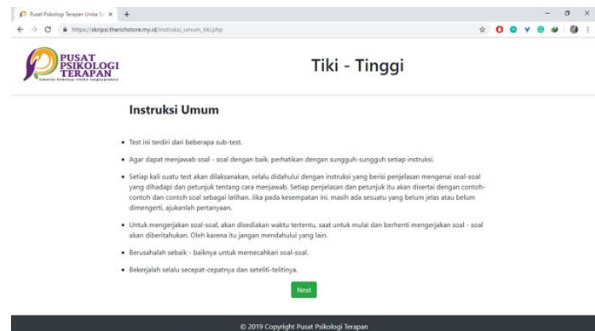 Pusat Psikologi Terapan Unika S
https://skripsi.therichstore.my.id/instruksi_umum_tiki.php
PUSAT
PSIKOLOGI
TERAPAN
Tiki - Tinggi
Instruksi Umum
Test ini terdiri dari beberapa sub-test.
Agar dapat menjawab soal - soal dengan baik, perhatikan dengan sungguh-sungguh setiap instruksi.
Setiap kali suatu test akan dilaksanakan, selalu didahului dengan instruksi yang berisi penjelasan mengenai soal-soal
yang dihadapi dan petunjuk tentang cara menjawab. Setiap penjelasan dan petunjuk itu akan disertai dengan contoh-
contoh dan contoh soal sebagai latihan. Jika pada kesempatan ini, masih ada sesuatu yang belum jelas atau belum
dimengerti, ajukanlah pertanyaan.
Untuk mengerjakan soal-soal, akan disediakan waktu tertentu, saat untuk mulai dan berhenti mengerjakan soal - soal
akan diberitahukan. Oleh karena itu jangan mendahului yang lain.
Berusahalah sebaik - baiknya untuk memecahkan soal-soal.
Bekerjalah selalu secepat-cepatnya dan seteliti-telitinya.
Next
© 2019 Copyright Pusat Psikologi Terapan